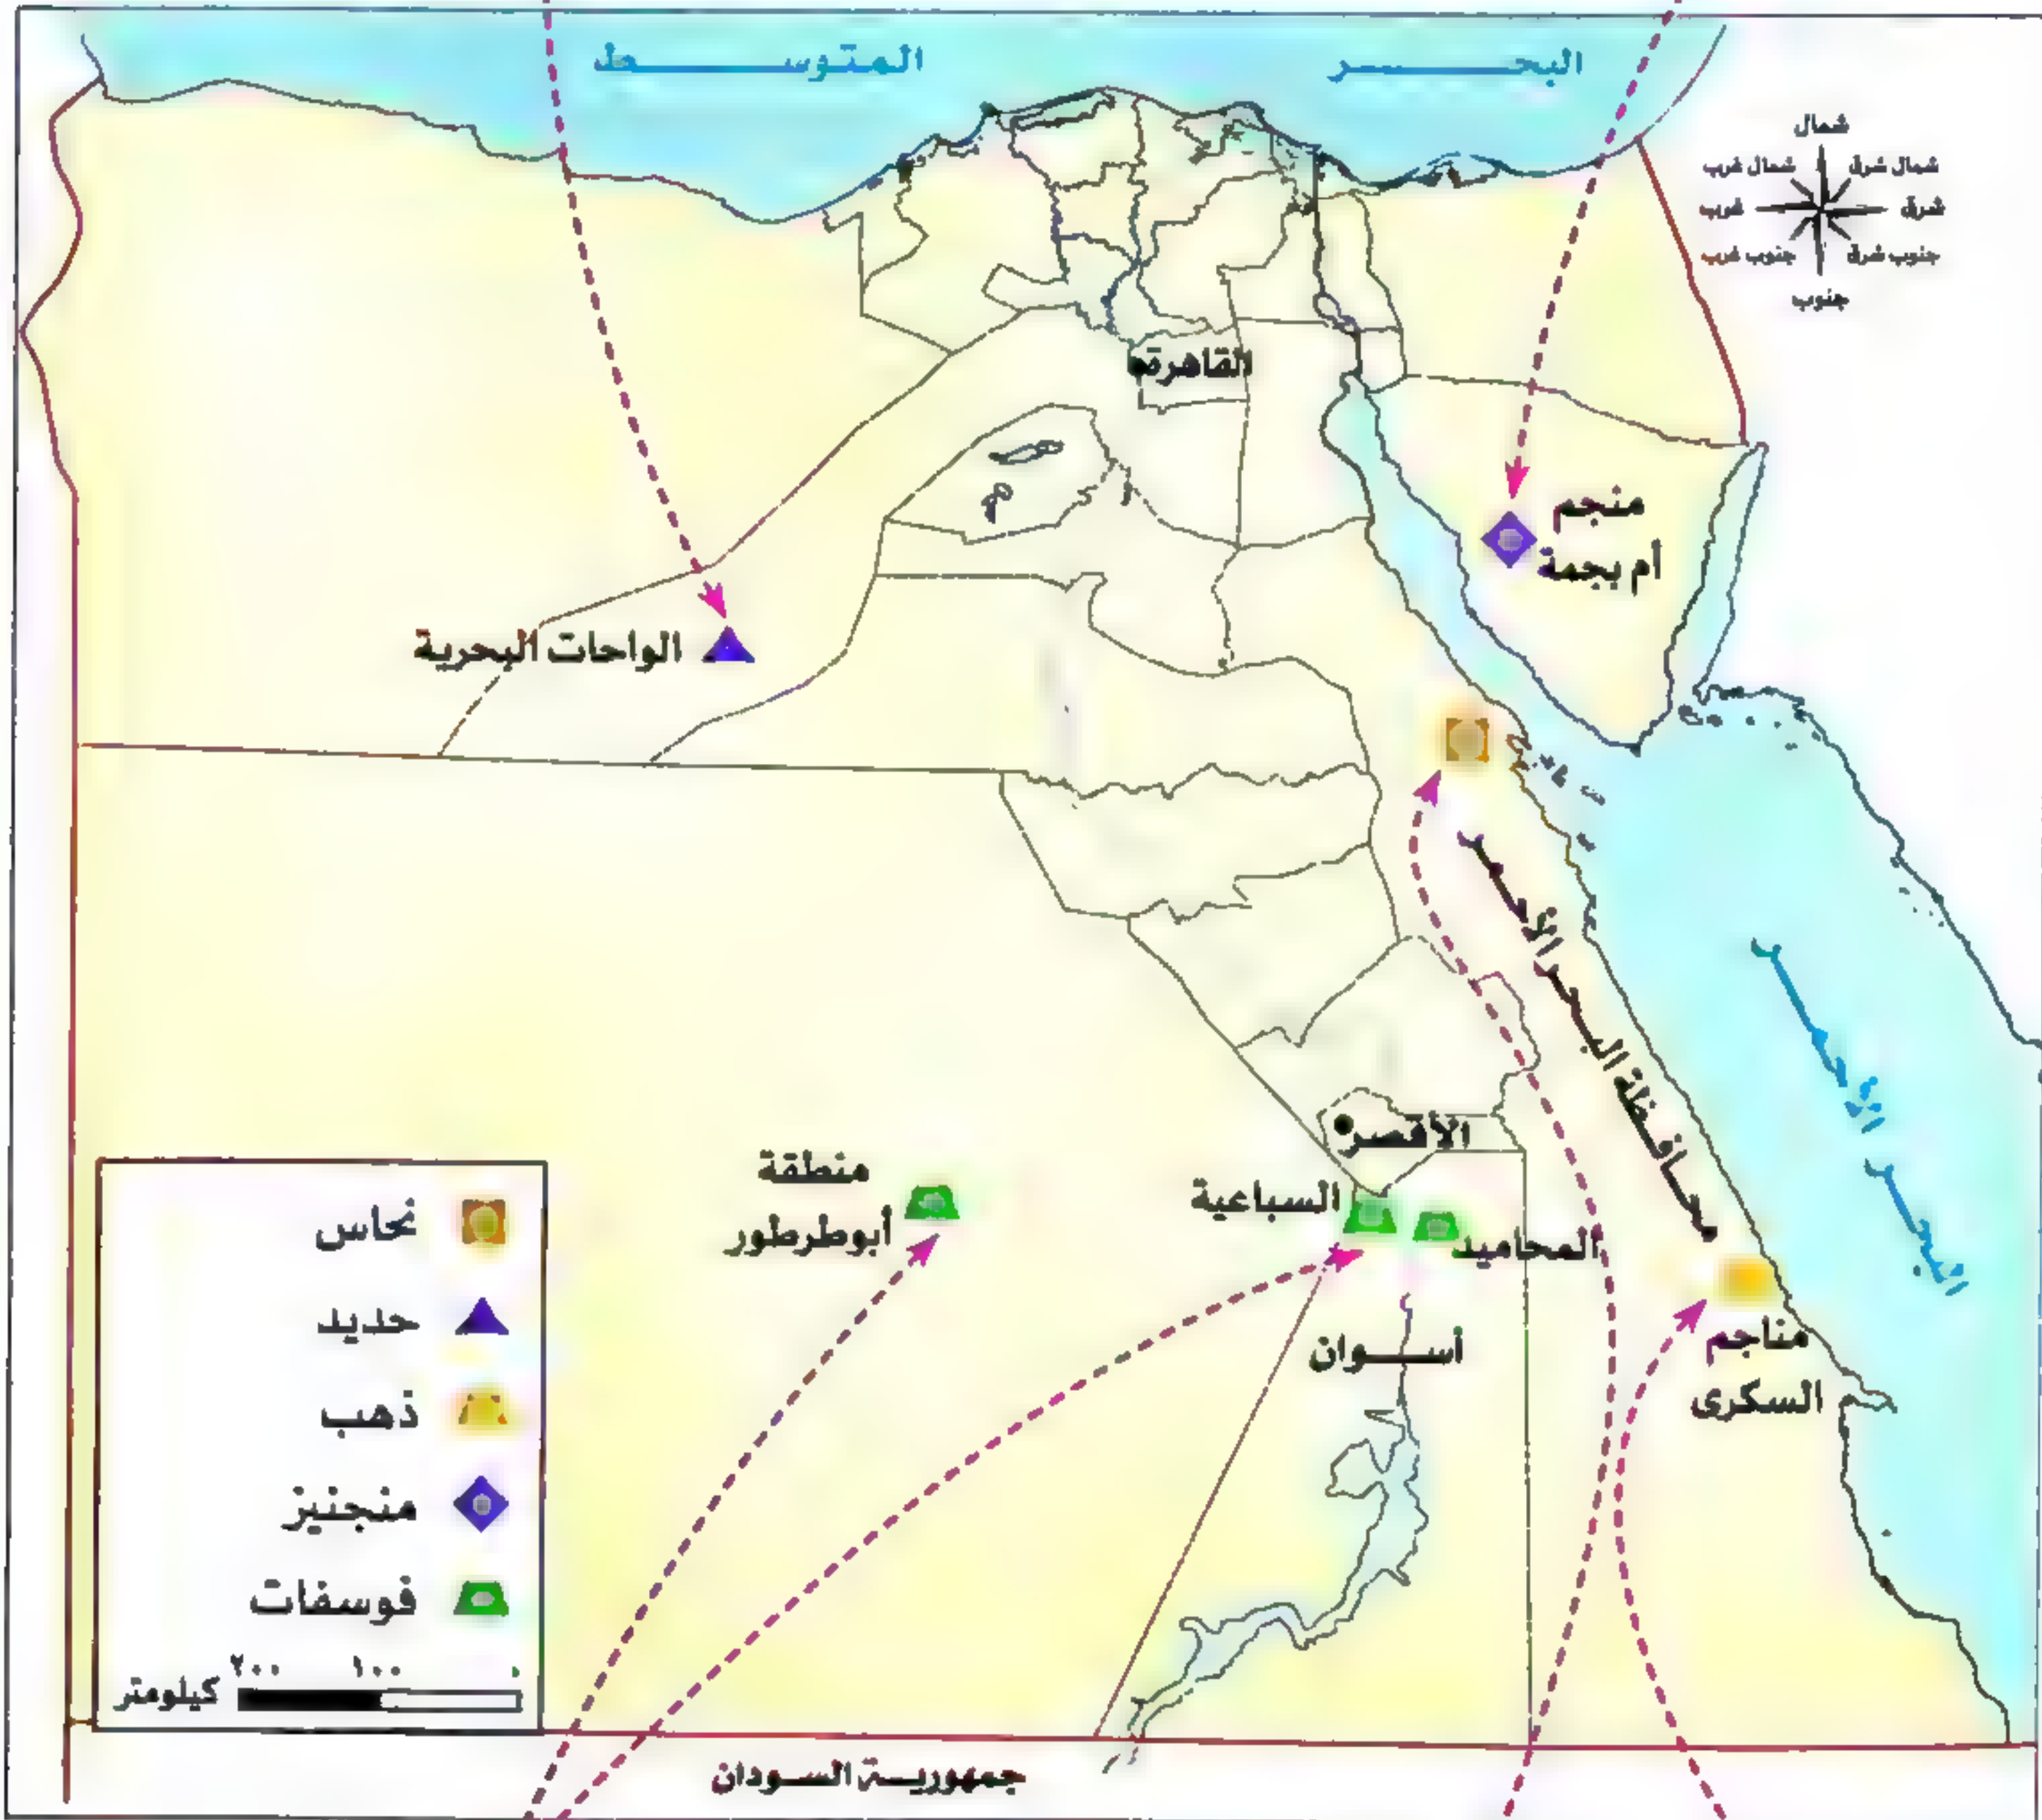 البحر المتوسط
شمال
شمال غرب
شمال شرق
غرب
شرق
جنوب غرب
جنوب شرق
جنوب
القاهرة
منجم
أم بجمة
الواحات البحرية
محافظة البحر الأحمر
البحر الأحمر
الأقصر
منطقة
أبوطرطور
السباعية
المحاميد
أسوان
مناجم
السكرى
نحاس
حديد
ذهب
منجنيز
فوسفات
٢٠٠ ١٠٠ ٠
كيلومتر
جمهورية السودان